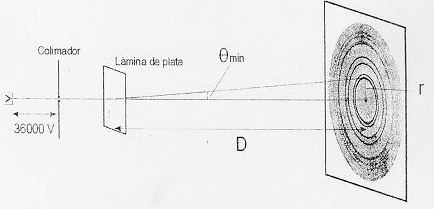 Colimador
Lámina de plata
θmin
r
36000 V
D